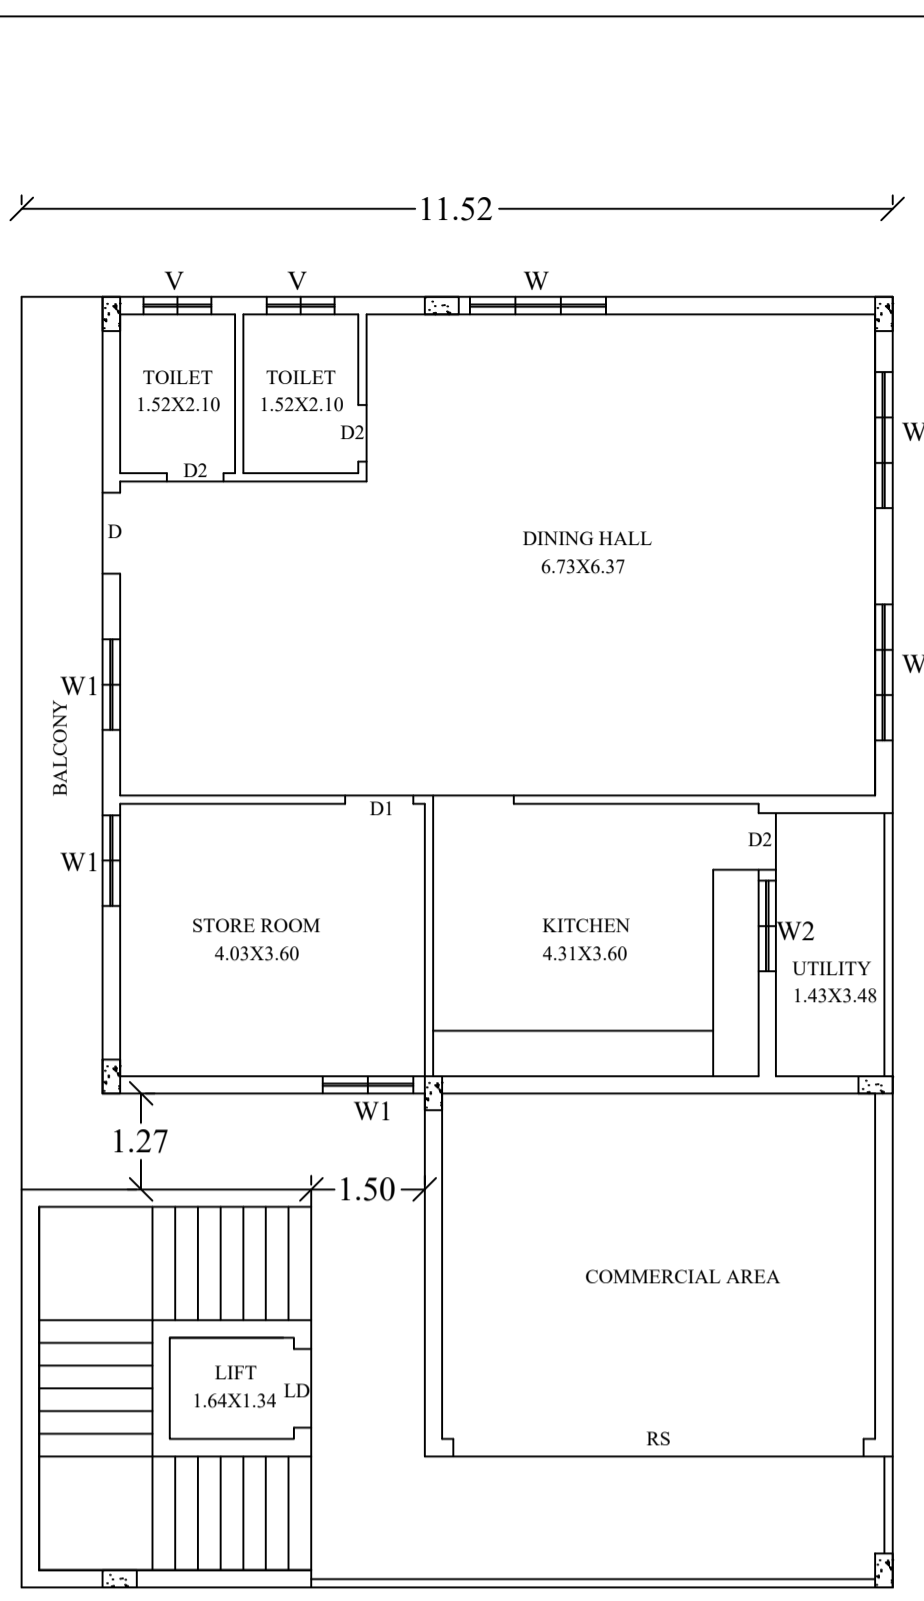 11.52
V
V
W
TOILET
1.52X2.10
TOILET
1.52X2.10
D2
W
D2
D
DINING HALL
6.73X6.37
W1
W
BALCONY
D1
D2
W1
STORE ROOM
4.03X3.60
KITCHEN
4.31X3.60
W2
UTILITY
1.43X3.48
W1
1.27
1.50
COMMERCIAL AREA
LIFT
1.64X1.34
LD
RS